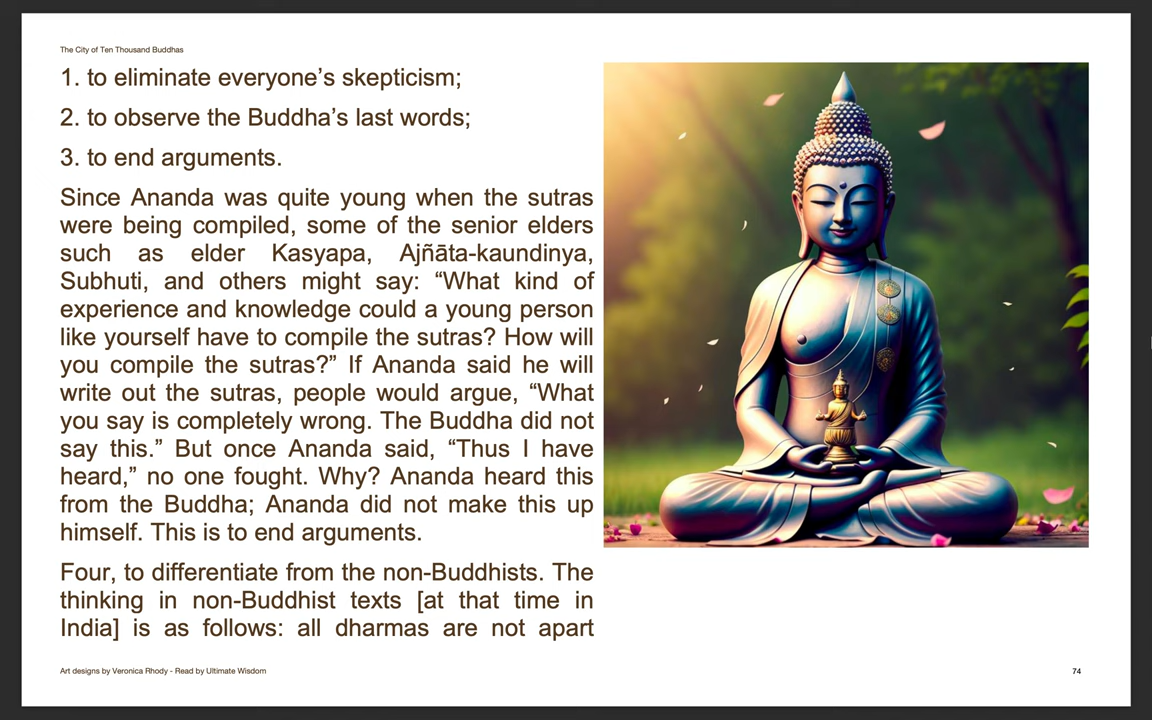 The City of Ten Thousand Buddhas
1. to eliminate everyone’s skepticism;
2. to observe the Buddha’s last words;
3. to end arguments.
Since Ananda was quite young when the sutras
were being compiled, some of the senior elders
such as elder Kasyapa, Ajñāta-kaundinya,
Subhuti, and others might say: “What kind of
experience and knowledge could a young person
like yourself have to compile the sutras? How will
you compile the sutras?” If Ananda said he will
write out the sutras, people would argue, “What
you say is completely wrong. The Buddha did not
say this.” But once Ananda said, “Thus I have
heard,” no one fought. Why? Ananda heard this
from the Buddha; Ananda did not make this up
himself. This is to end arguments.
Four, to differentiate from the non-Buddhists. The
thinking in non-Buddhist texts [at that time in
India] is as follows: all dharmas are not apart
Art designs by Veronica Rhody - Read by Ultimate Wisdom
74